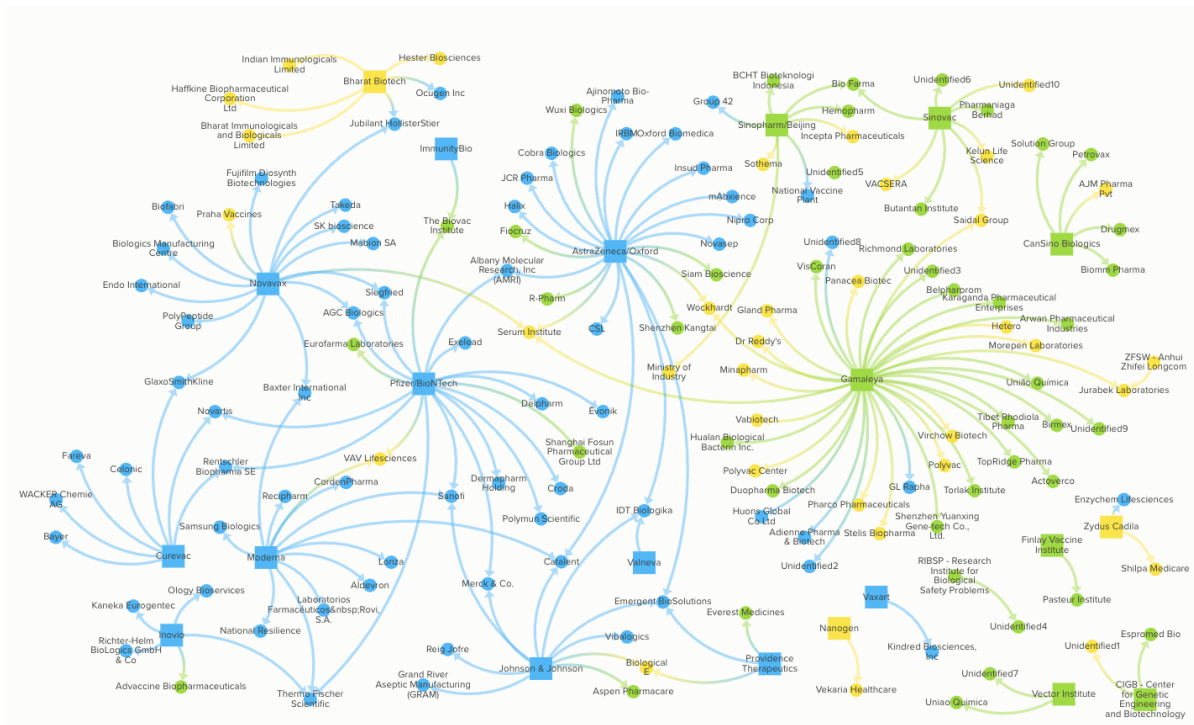 Indian Immunologicals
Limited
Hester Biosciences
Bharat Biotech
Haffkine Biopharmaceutical
Corporation
Ltd
Ocugen Inc
Jubilant HollisterStier
Bharat Immunologicals
and Biologicals
Limited
ImmunityBio
Fujifilm Diosynth
Biotechnologies
Biofabri
Praha Vaccines
Takeda
SK bioscience
Mabion SA
Biologics Manufacturing
Centre
Endo International
Novavax
PolyPeptide
Group
Siegfried
AGC Biologics
Eurofarma Laboratories
The Biovac
Institute
Albany Molecular
Research, Inc
(AMRI)
Exelead
Pfizer/BioNTech
GlaxoSmithKline
Baxter International
Inc
Novartis
Ajinomoto Bio-
Pharma
Wuxi Biologics
IRBM
Oxford Biomedica
Cobra Biologics
JCR Pharma
Halix
Fiocruz
Insud Pharma
mAbxience
Nipro Corp
Novasep
AstraZeneca/Oxford
Siam Bioscience
R-Pharm
Serum Institute
CSL
Shenzhen Kangtai
Wockhardt
Ministry of
Industry
Group 42
BCHT Bioteknologi
Indonesia
Bio Farma
Hemopharm
Sinopharm/Beijing
Incepta Pharmaceuticals
Sothema
Unidentified5
National Vaccine
Plant
Unidentified6
Unidentified10
Sinovac
Pharmaniaga
Berhad
Kelun Life
Science
VACSERA
Butantan Institute
Saidal Group
Solution Group
Petrovax
AJM Pharma
Pvt
CanSino Biologics
Drugmex
Biomm Pharma
Unidentified8
Richmond Laboratories
VisCoran
Panacea Biotec
Unidentified3
Belpharprom
Karaganda Pharmaceutical
Enterprises
Gland Pharma
Arwan Pharmaceutical
Industries
Hetero
Dr Reddy's
Morepen Laboratories
Minapharm
Gamaleya
ZFSW - Anhui
Zhifei Longcom
União Química
Jurabek Laboratories
Vabiotech
Tibet Rhodiola
Pharma
Birmex
Unidentified9
Hualan Biological
Bacterin Inc.
Virchow Biotech
Polyvac Center
Polyvac
TopRidge Pharma
Duopharma Biotech
GL Rapha
Torlak Institute
Actoverco
Pharco Pharmaceuticals
Huons Global
Co Ltd
Adienne Pharma
& Biotech
Stelis Biopharma
Shenzhen Yuanxing
Gene-tech Co.,
Ltd.
Unidentified2
Delpharm
Evonik
Shanghai Fosun
Pharmaceutical
Group Ltd
Rentschler
Biopharma SE
VAV Lifesciences
Fareva
Colonic
CordenPharma
Recipharm
Sanofi
Dermapharm
Holding
Croda
WACKER Chemie
AG
Samsung Biologics
Polymun Scientific
IDT Biologika
Bayer
Curevac
Moderna
Lonza
Catalent
Valneva
Aldevron
Merck & Co.
Ology Bioservices
Kaneka Eurogentec
Laboratorios
Farmacéuticos&nbsp;Rovi,
S.A.
Emergent BioSolutions
Everest Medicines
Inovio
National Resilience
Richter-Helm
BioLogics GmbH
& Co
Reig Jofre
Vibalogics
Advaccine Biopharmaceuticals
Thermo Fischer
Scientific
Grand River
Aseptic Manufacturing
(GRAM)
Johnson & Johnson
Biological
E
Aspen Pharmacare
Providence
Therapeutics
Enzychem Lifesciences
Zydus Cadila
Shilpa Medicare
Finlay Vaccine
Institute
Pasteur Institute
RIBSP - Research
Institute for
Biological
Safety Problems
Unidentified4
Vaxart
Kindred Biosciences,
Inc
Nanogen
Vekaria Healthcare
Espromed Bio
Unidentified1
Unidentified7
Uniao Quimica
Vector Institute
CIGB - Center
for Genetic
Engineering
and Biotechnology